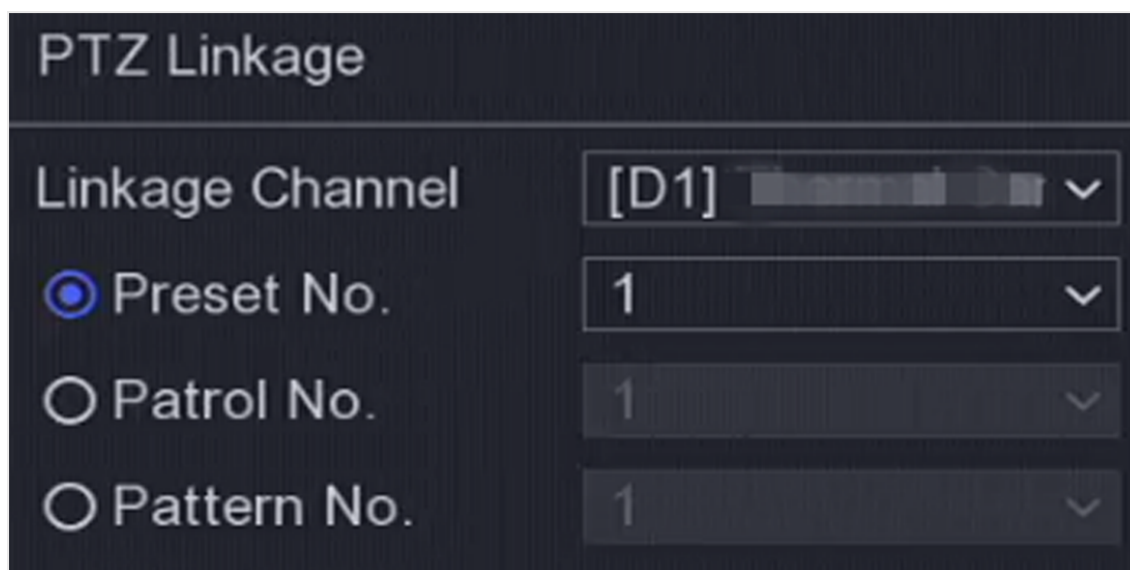 PTZ Linkage
Linkage Channel [D1]
Preset No. 1
Patrol No. 1
Pattern No. 1